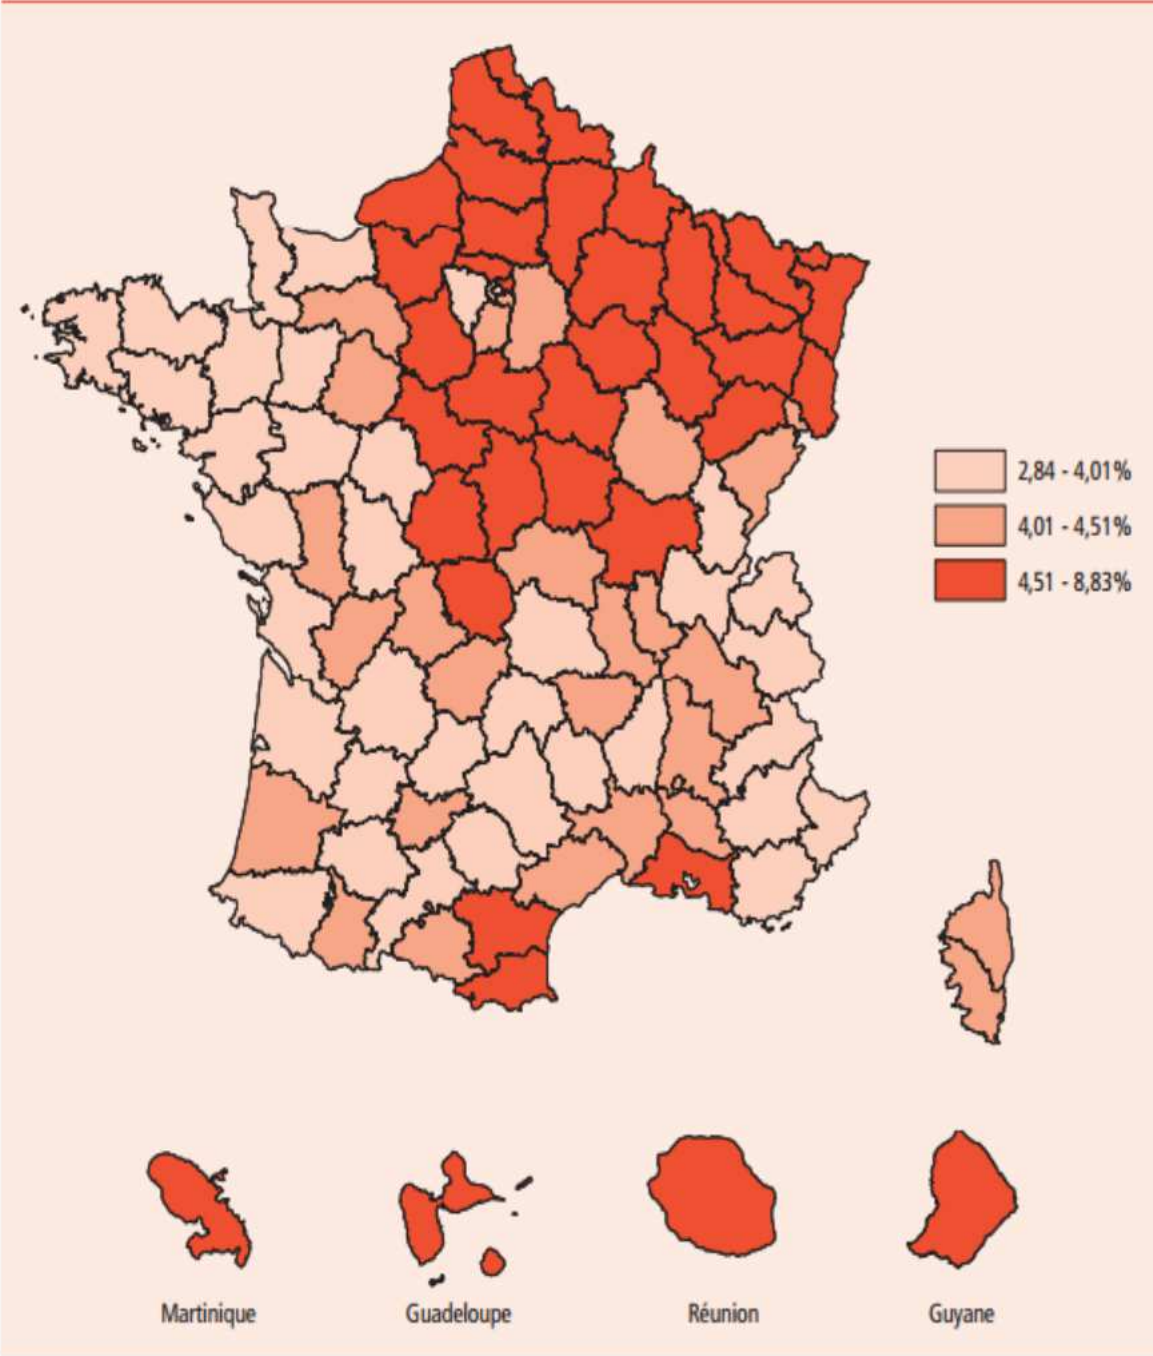 2,84 - 4,01%
4,01 - 4,51%
4,51 - 8,83%
Martinique
Guadeloupe
Réunion
Guyane